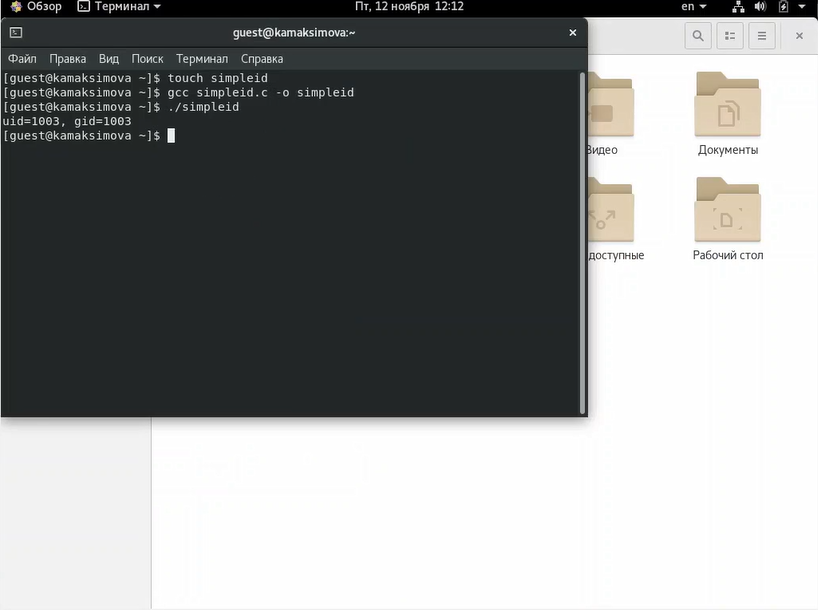 Обзор Терминал Пт, 12 ноября 12:12 en
guest@kamaksimova:~
Файл Правка Вид Поиск Терминал Справка
[guest@kamaksimova ~]$ touch simpleid
[guest@kamaksimova ~]$ gcc simpleid.c -o simpleid
[guest@kamaksimova ~]$ ./simpleid
uid=1003, gid=1003
[guest@kamaksimova ~]$
Видео Документы
доступные Рабочий стол